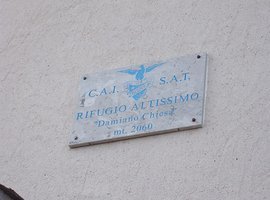 C.A.I. S.A.T.
RIFUGIO ALTISSIMO
"Damiano Chiesa"
mt. 2060